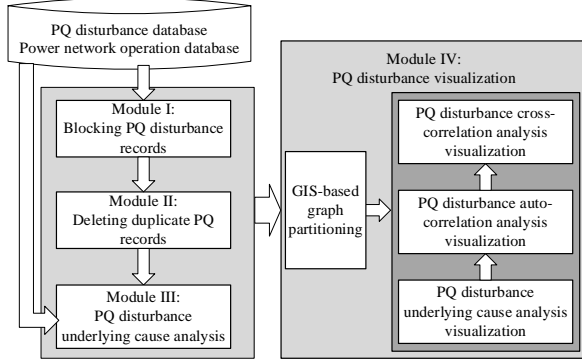 PQ disturbance database
Power network operation database
Module I:
Blocking PQ disturbance
records
Module II:
Deleting duplicate PQ
records
Module III:
PQ disturbance
underlying cause analysis
Module IV:
PQ disturbance visualization
GIS-based
graph
partitioning
PQ disturbance cross-
correlation analysis
visualization
PQ disturbance auto-
correlation analysis
visualization
PQ disturbance
underlying cause analysis
visualization